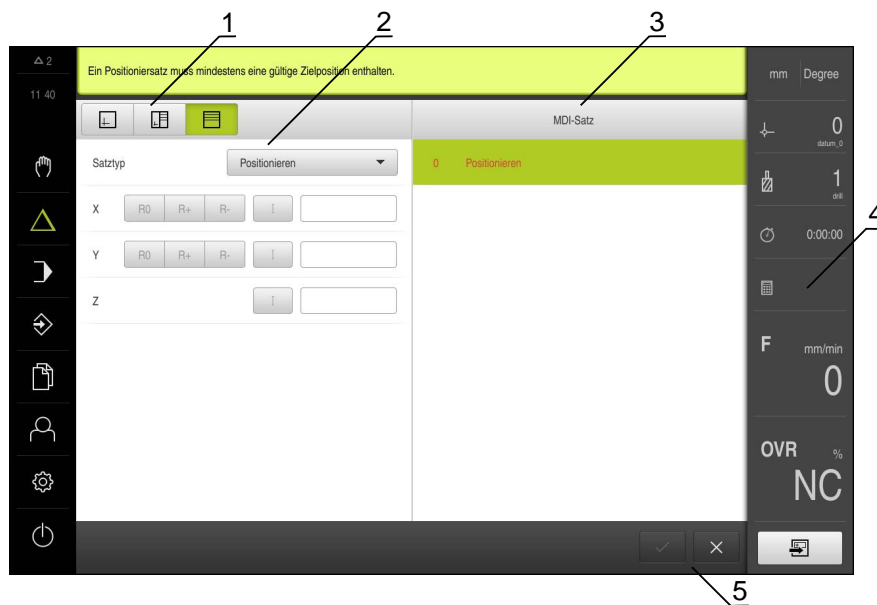 1
2
3
2
Ein Positioniersatz muss mindestens eine gültige Zielposition enthalten.
mm Degree
11 40
MDI-Satz
0
datum_0
Satztyp Positionieren
0 Positionieren
1
drill
X R0 R+ R- I
4
0:00:00
Y R0 R+ R- I
Z I
F mm/min
0
OVR %
NC
5